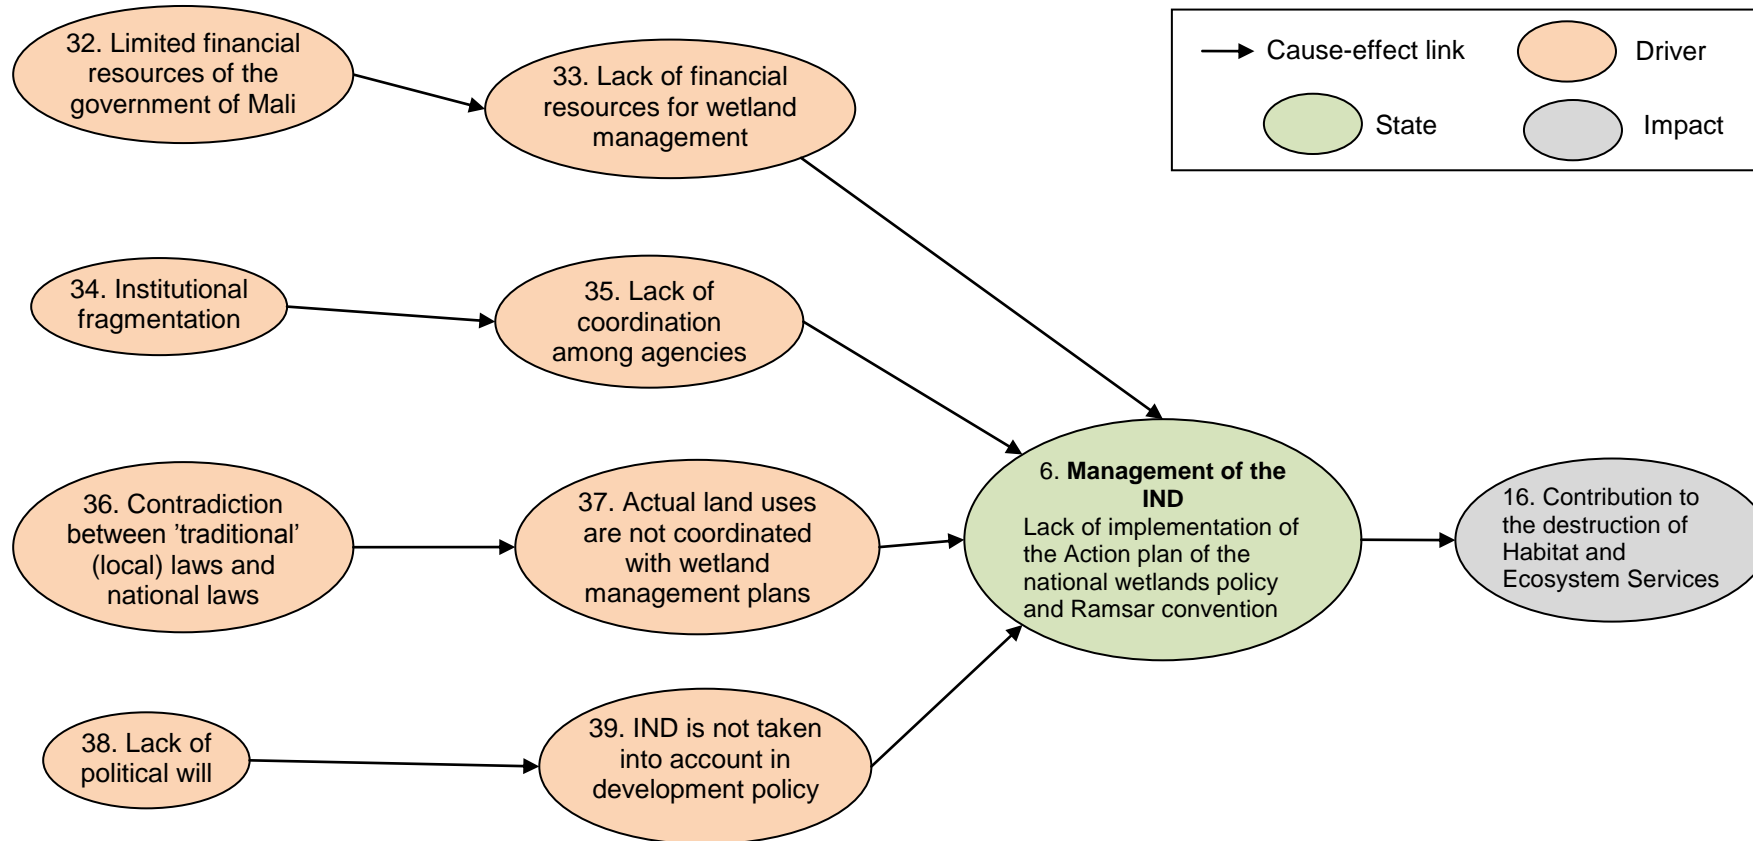 32. Limited financial
resources of the
government of Mali
33. Lack of financial
resources for wetland
management
Cause-effect link
Driver
State
Impact
34. Institutional
fragmentation
35. Lack of
coordination
among agencies
36. Contradiction
between ’traditional’
(local) laws and
national laws
37. Actual land uses
are not coordinated
with wetland
management plans
38. Lack of
political will
39. IND is not taken
into account in
development policy
6. Management of the
IND
Lack of implementation of
the Action plan of the
national wetlands policy
and Ramsar convention
16. Contribution to
the destruction of
Habitat and
Ecosystem Services